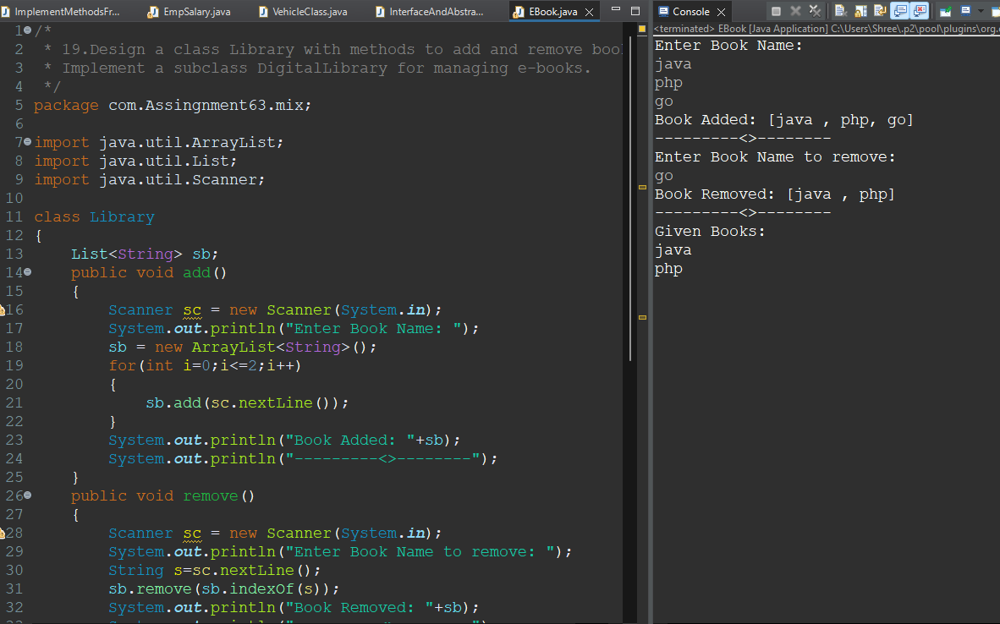 ImplementMethodsFr... EmpSalary.java VehicleClass.java InterfaceAndAbstra... EBook.java
1 /*
2  * 19.Design a class Library with methods to add and remove boo
3  * Implement a subclass DigitalLibrary for managing e-books.
4  */
5 package com.Assingnment63.mix;
6
7 import java.util.ArrayList;
8 import java.util.List;
9 import java.util.Scanner;
10
11 class Library
12 {
13     List<String> sb;
14     public void add()
15     {
16         Scanner sc = new Scanner(System.in);
17         System.out.println("Enter Book Name: ");
18         sb = new ArrayList<String>();
19         for(int i=0;i<=2;i++)
20         {
21             sb.add(sc.nextLine());
22         }
23         System.out.println("Book Added: "+sb);
24         System.out.println("---------<>--------");
25     }
26     public void remove()
27     {
28         Scanner sc = new Scanner(System.in);
29         System.out.println("Enter Book Name to remove: ");
30         String s=sc.nextLine();
31         sb.remove(sb.indexOf(s));
32         System.out.println("Book Removed: "+sb);
Console
<terminated> EBook [Java Application] C:\Users\Shree\.p2\pool\plugins\org.
Enter Book Name:
java
php
go
Book Added: [java , php, go]
---------<>--------
Enter Book Name to remove:
go
Book Removed: [java , php]
---------<>--------
Given Books:
java
php